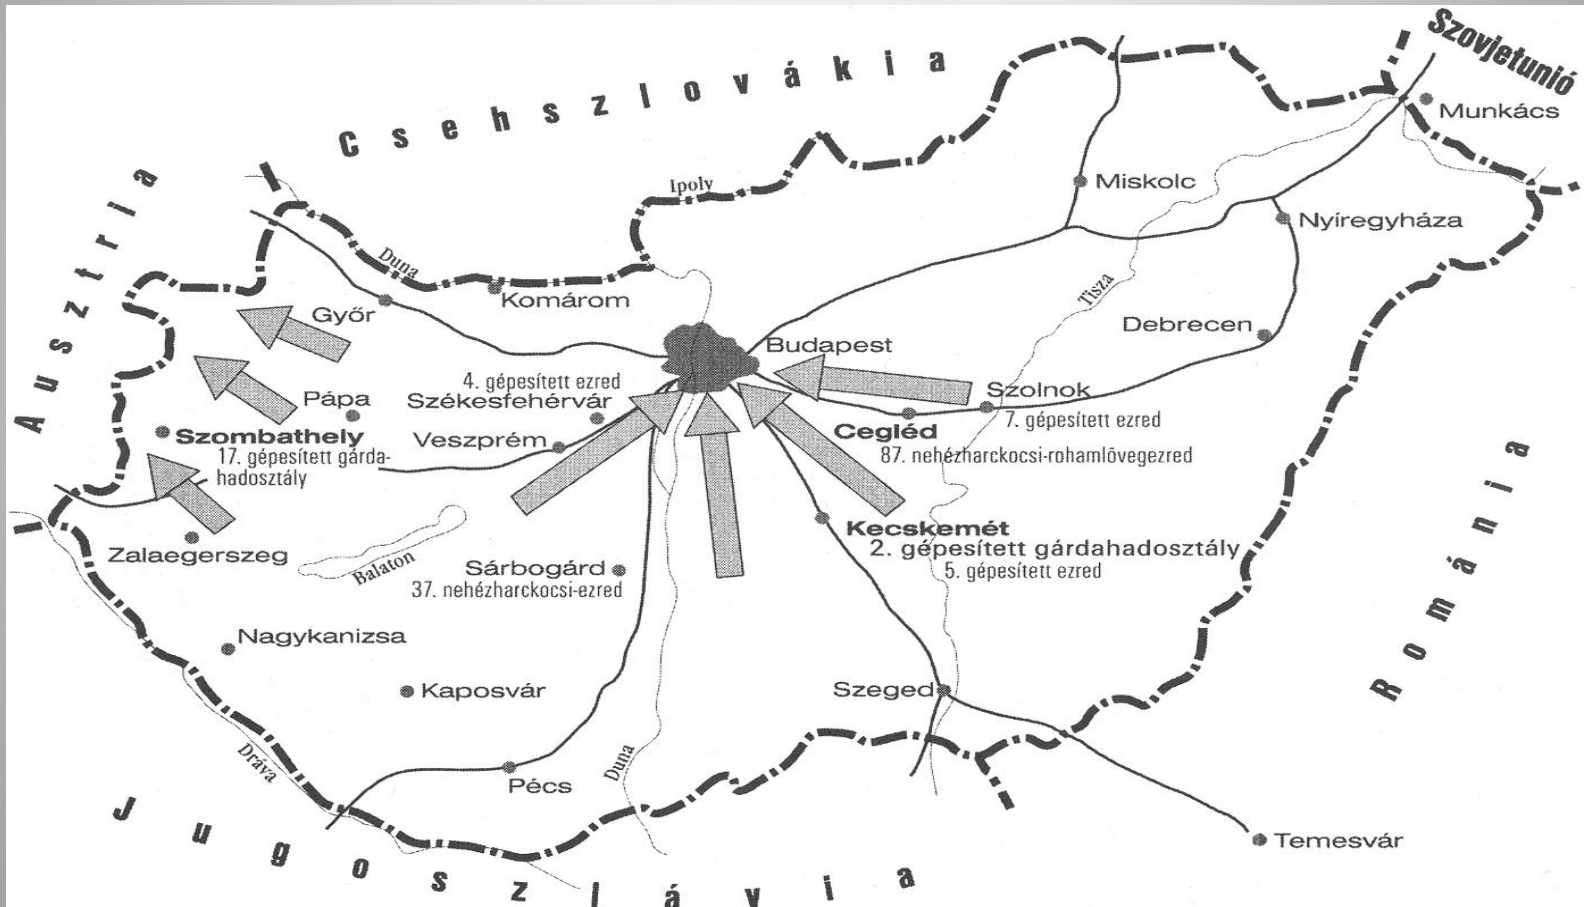 Szovjetunió
Csehszlovákia
Munkács
Ausztria
Ipoly
Miskolc
Nyíregyháza
Duna
Komárom
Győr
Tisza
Debrecen
Budapest
4. gépesített ezred
Székesfehérvár
Pápa
Szolnok
7. gépesített ezred
Szombathely
17. gépesített gárda-
hadosztály
Veszprém
Cegléd
87. nehézharckocsi-rohamlövegezred
Kecskemét
2. gépesített gárdahadosztály
5. gépesített ezred
Zalaegerszeg
Balaton
Sárbogárd
37. nehézharckocsi-ezred
Románia
Nagykanizsa
Kaposvár
Szeged
Dráva
Duna
Pécs
Temesvár
Jugoszlávia